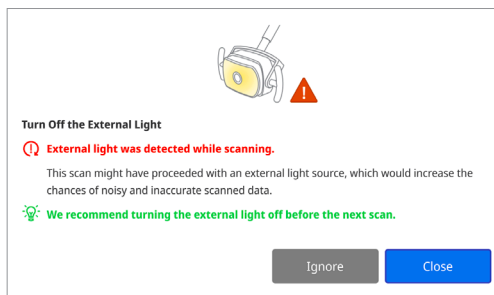 Turn Off the External Light
External light was detected while scanning.
This scan might have proceeded with an external light source, which would increase the
chances of noisy and inaccurate scanned data.
We recommend turning the external light off before the next scan.
Ignore Close